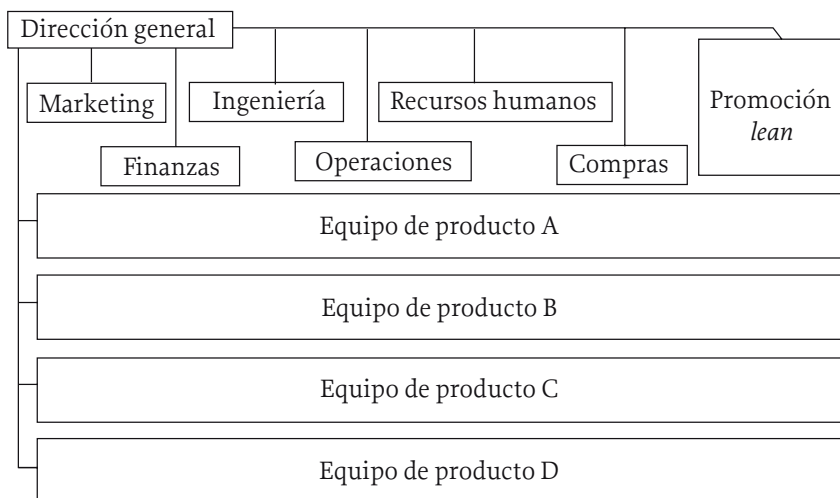 Dirección general
Marketing
Ingeniería
Recursos humanos
Promoción
lean
Finanzas
Operaciones
Compras
Equipo de producto A
Equipo de producto B
Equipo de producto C
Equipo de producto D